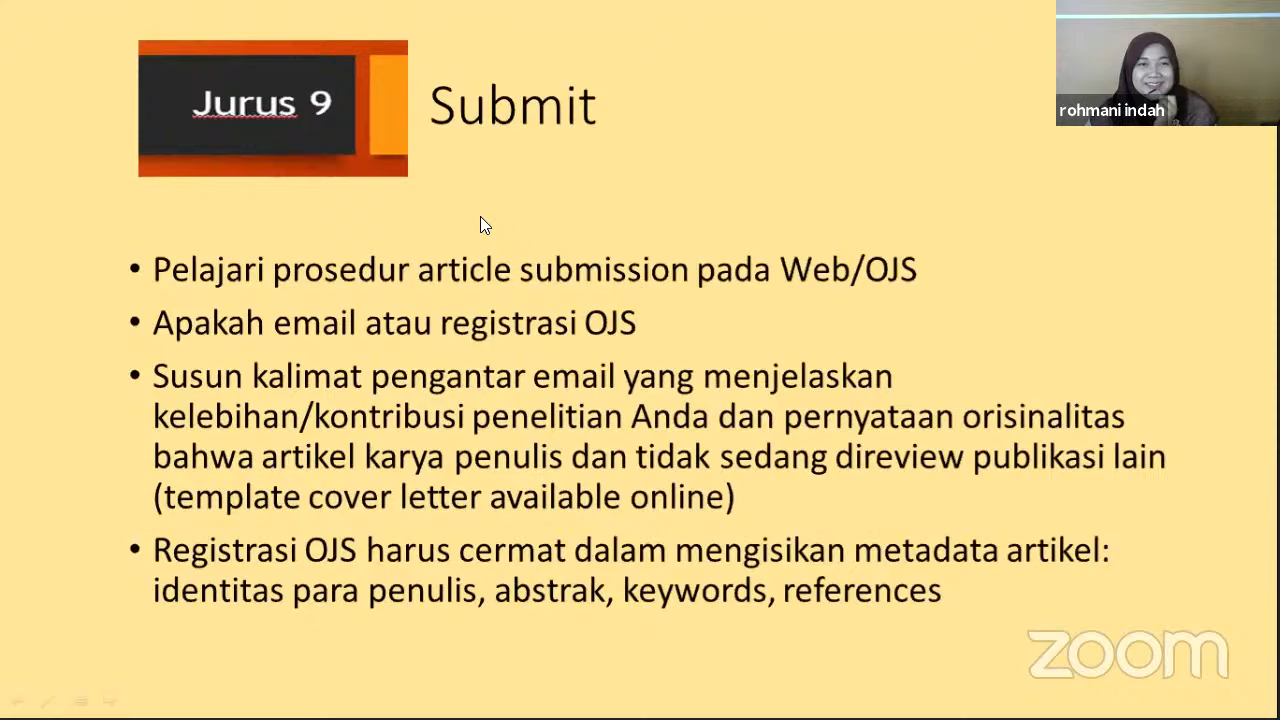 Jurus 9
Submit
rohmani indah
• Pelajari prosedur article submission pada Web/OJS
• Apakah email atau registrasi OJS
• Susun kalimat pengantar email yang menjelaskan
kelebihan/kontribusi penelitian Anda dan pernyataan orisinalitas
bahwa artikel karya penulis dan tidak sedang direview publikasi lain
(template cover letter available online)
• Registrasi OJS harus cermat dalam mengisikan metadata artikel:
identitas para penulis, abstrak, keywords, references
zoom